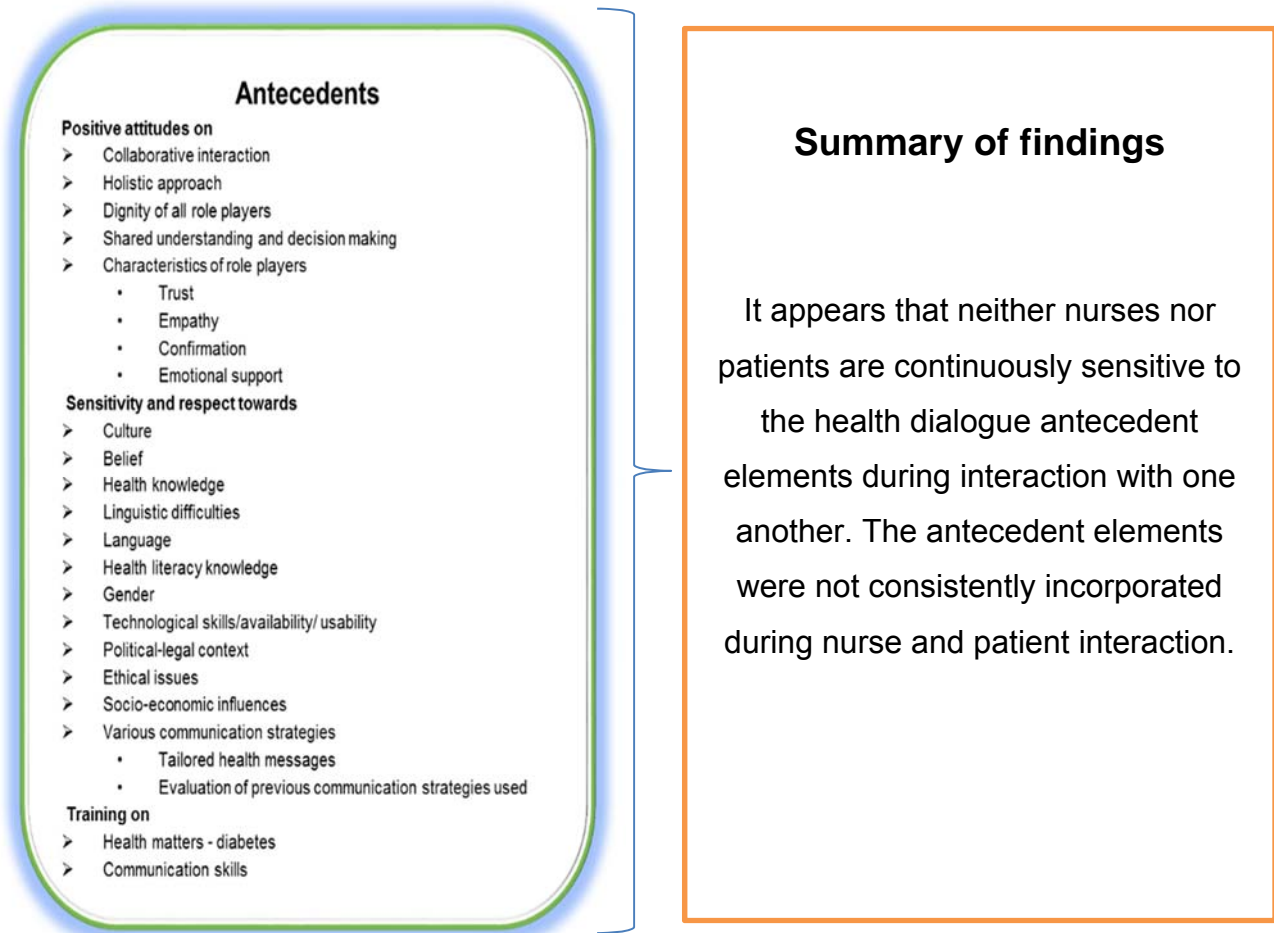 Antecedents
Positive attitudes on
➢ Collaborative interaction
➢ Holistic approach
➢ Dignity of all role players
➢ Shared understanding and decision making
➢ Characteristics of role players
• Trust
• Empathy
• Confirmation
• Emotional support
Sensitivity and respect towards
➢ Culture
➢ Belief
➢ Health knowledge
➢ Linguistic difficulties
➢ Language
➢ Health literacy knowledge
➢ Gender
➢ Technological skills/availability/ usability
➢ Political-legal context
➢ Ethical issues
➢ Socio-economic influences
➢ Various communication strategies
• Tailored health messages
• Evaluation of previous communication strategies used
Training on
➢ Health matters - diabetes
➢ Communication skills
Summary of findings
It appears that neither nurses nor
patients are continuously sensitive to
the health dialogue antecedent
elements during interaction with one
another. The antecedent elements
were not consistently incorporated
during nurse and patient interaction.